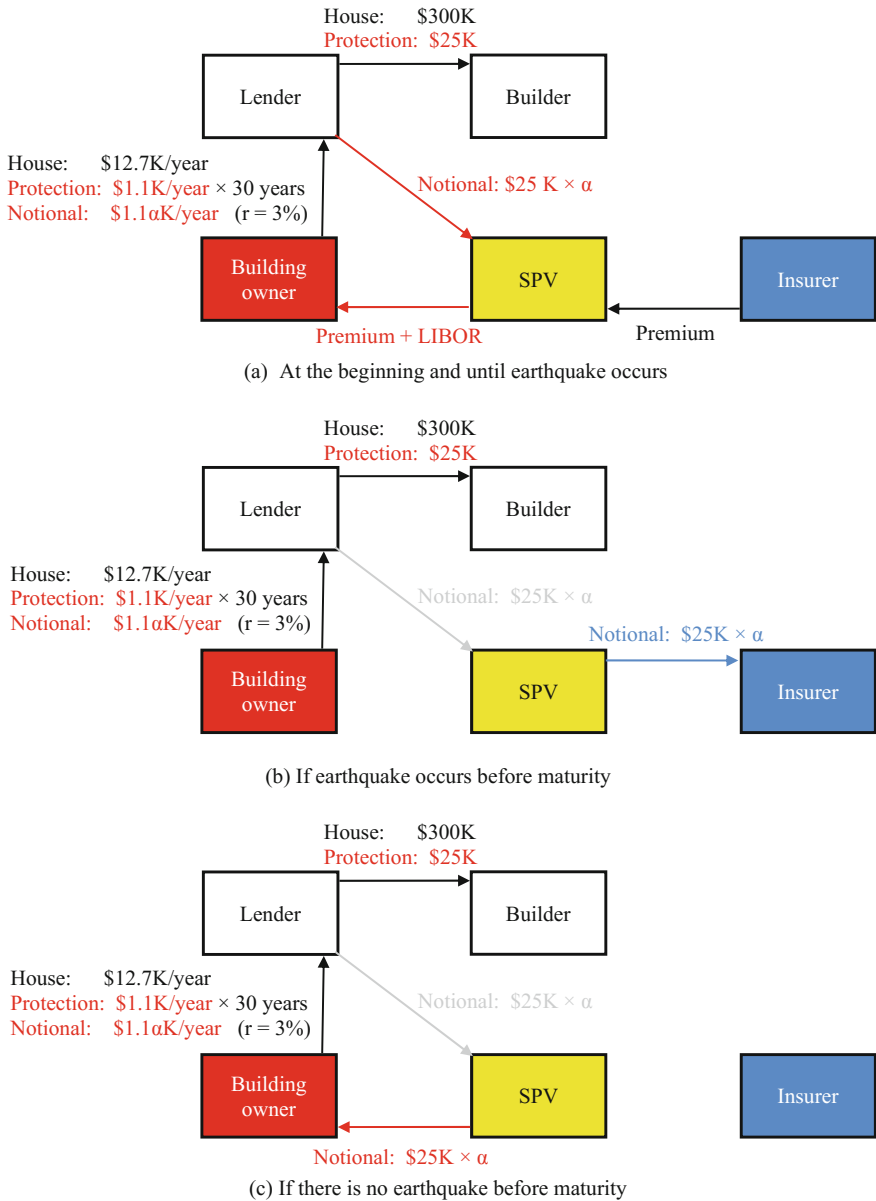 House: $300K
Protection: $25K
Lender
Builder
House: $12.7K/year
Protection: $1.1K/year × 30 years
Notional: $1.1αK/year (r = 3%)
Notional: $25 K × α
Building
owner
SPV
Insurer
Premium + LIBOR
Premium
(a) At the beginning and until earthquake occurs
House: $300K
Protection: $25K
Lender
Builder
House: $12.7K/year
Protection: $1.1K/year × 30 years
Notional: $1.1αK/year (r = 3%)
Notional: $25K × α
Notional: $25K × α
Building
owner
SPV
Insurer
(b) If earthquake occurs before maturity
House: $300K
Protection: $25K
Lender
Builder
House: $12.7K/year
Protection: $1.1K/year × 30 years
Notional: $1.1αK/year (r = 3%)
Notional: $25K × α
Building
owner
SPV
Insurer
Notional: $25K × α
(c) If there is no earthquake before maturity